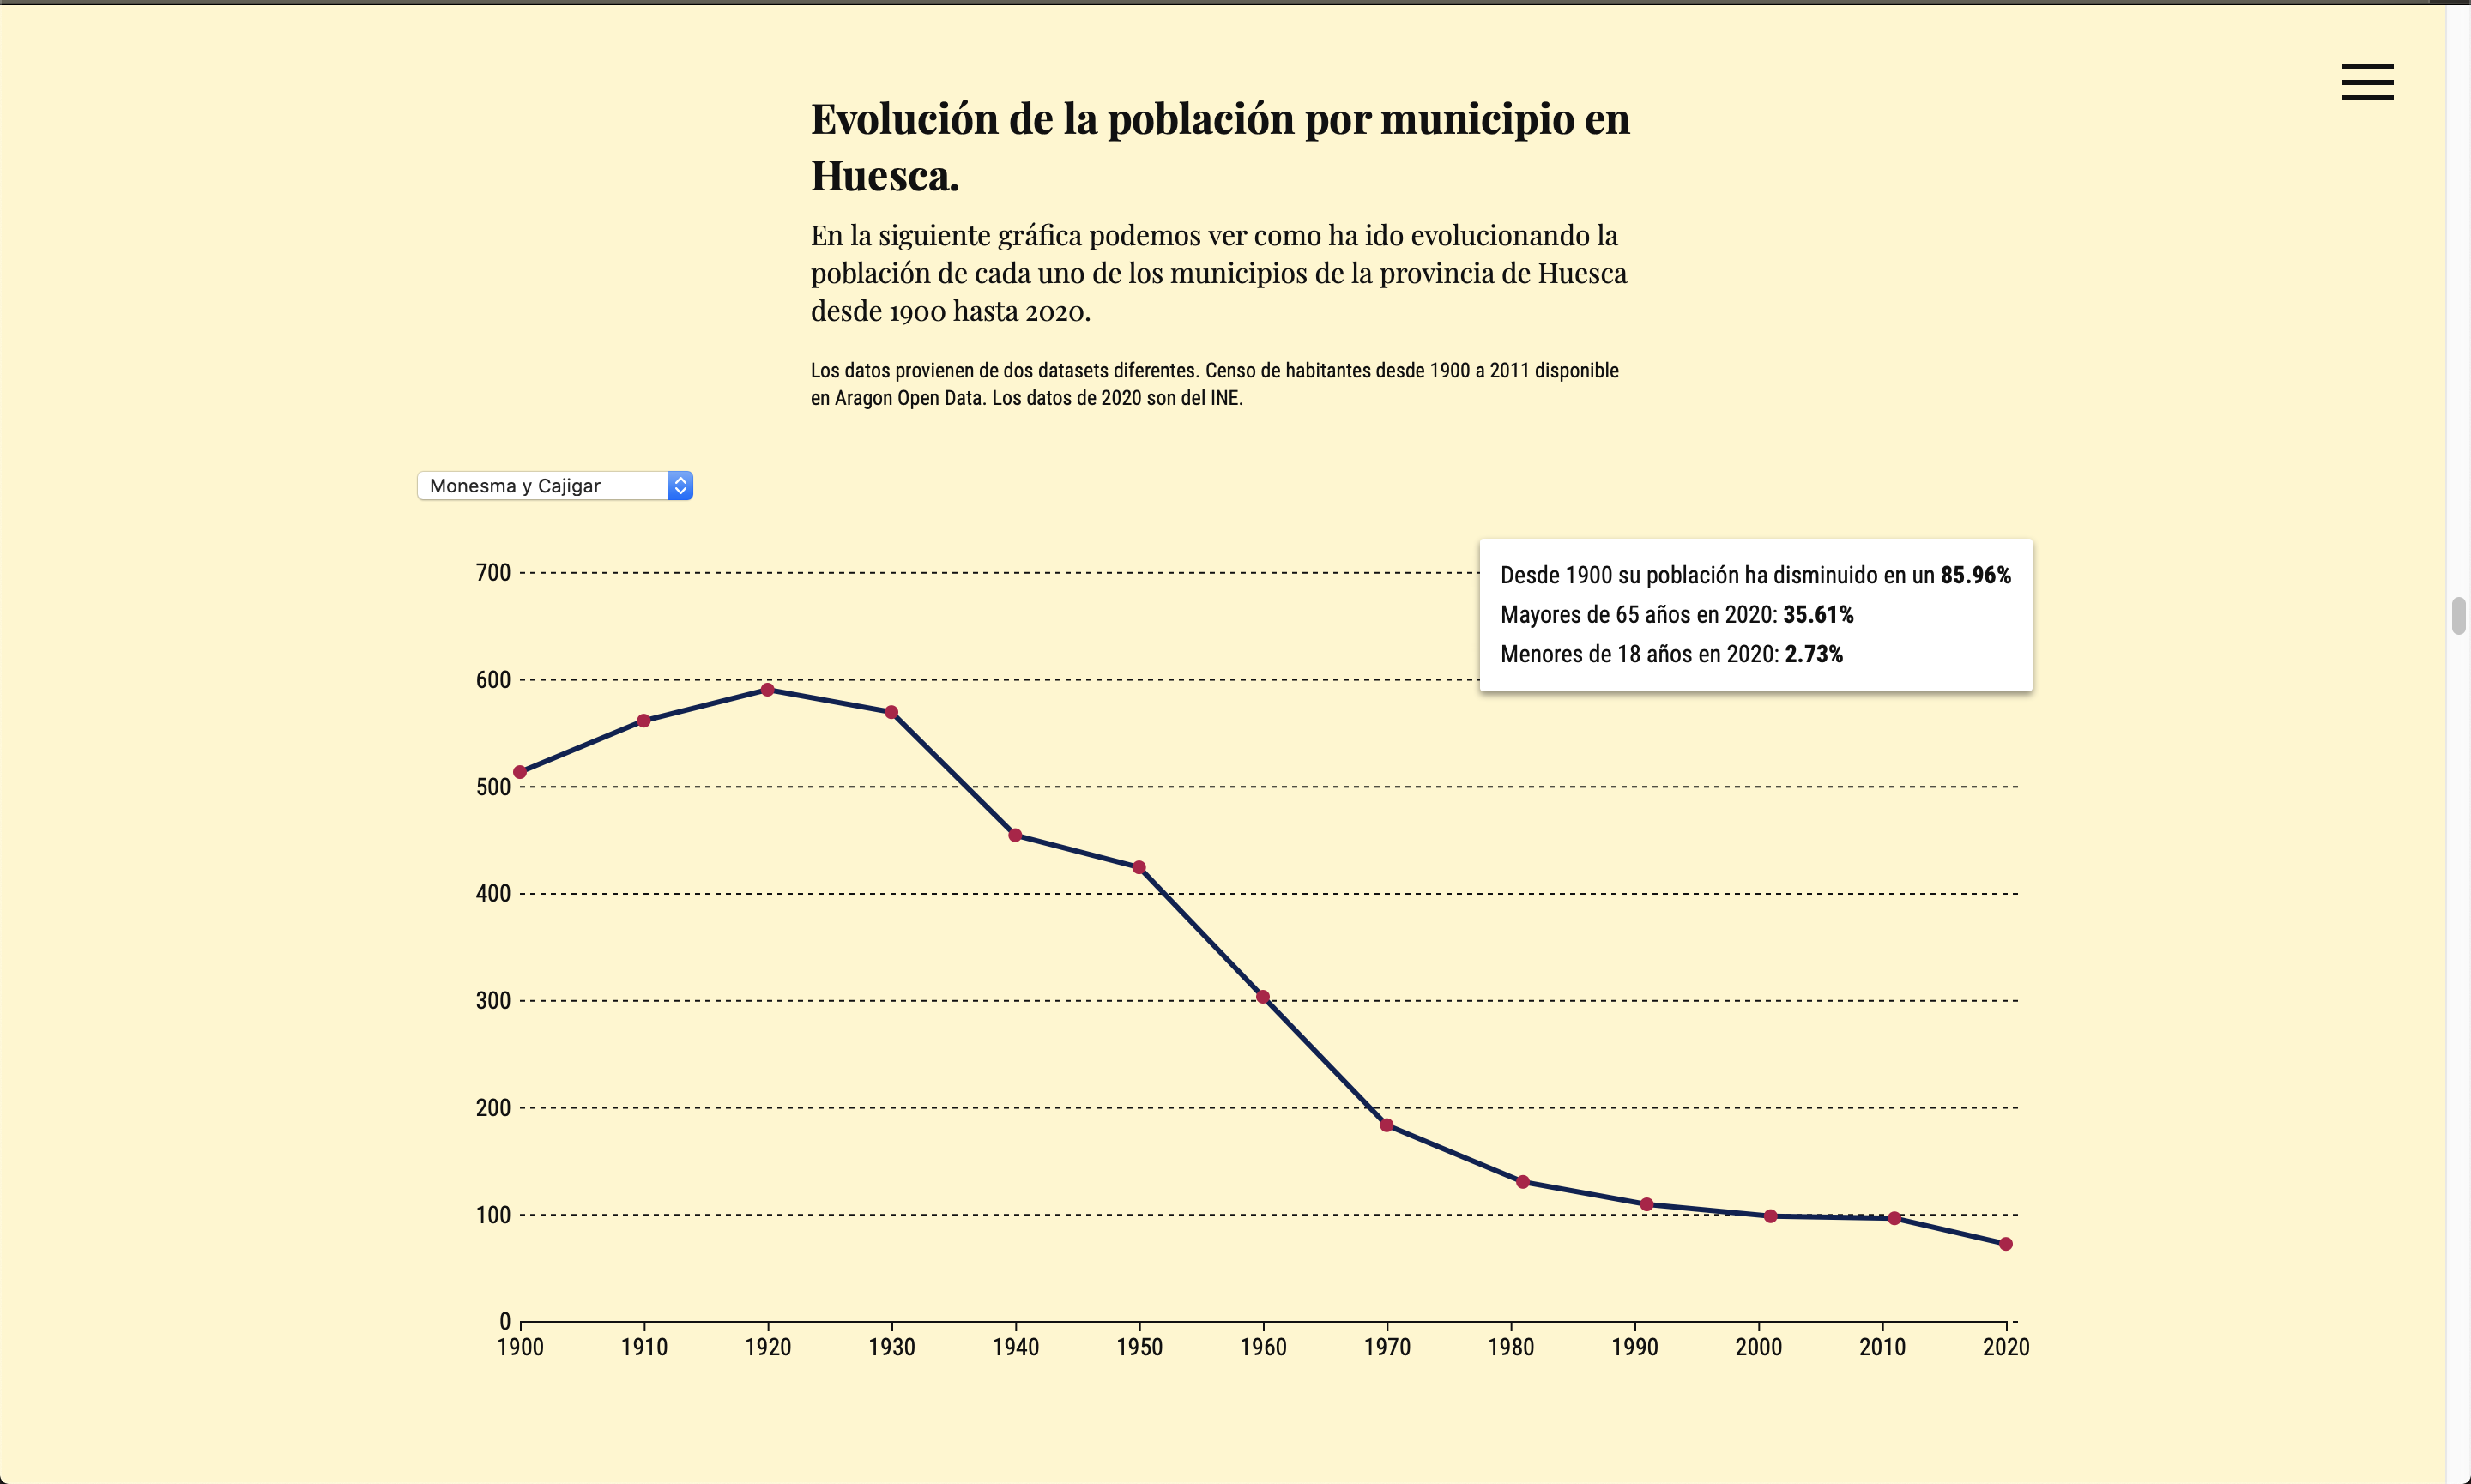 Evolución de la población por municipio en
Huesca.
En la siguiente gráfica podemos ver como ha ido evolucionando la
población de cada uno de los municipios de la provincia de Huesca
desde 1900 hasta 2020.
Los datos provienen de dos datasets diferentes. Censo de habitantes desde 1900 a 2011 disponible
en Aragon Open Data. Los datos de 2020 son del INE.
Monesma y Cajigar
Desde 1900 su población ha disminuido en un 85.96%
Mayores de 65 años en 2020: 35.61%
Menores de 18 años en 2020: 2.73%
700
600
500
400
300
200
100
0
1900 1910 1920 1930 1940 1950 1960 1970 1980 1990 2000 2010 2020